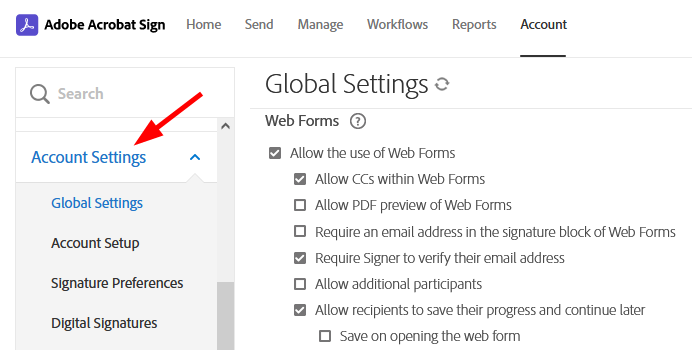 Adobe Acrobat Sign Home Send Manage Workflows Reports Account
Search
Account Settings
Global Settings
Account Setup
Signature Preferences
Digital Signatures
Global Settings
Web Forms ?
Allow the use of Web Forms
Allow CCs within Web Forms
Allow PDF preview of Web Forms
Require an email address in the signature block of Web Forms
Require Signer to verify their email address
Allow additional participants
Allow recipients to save their progress and continue later
Save on opening the web form